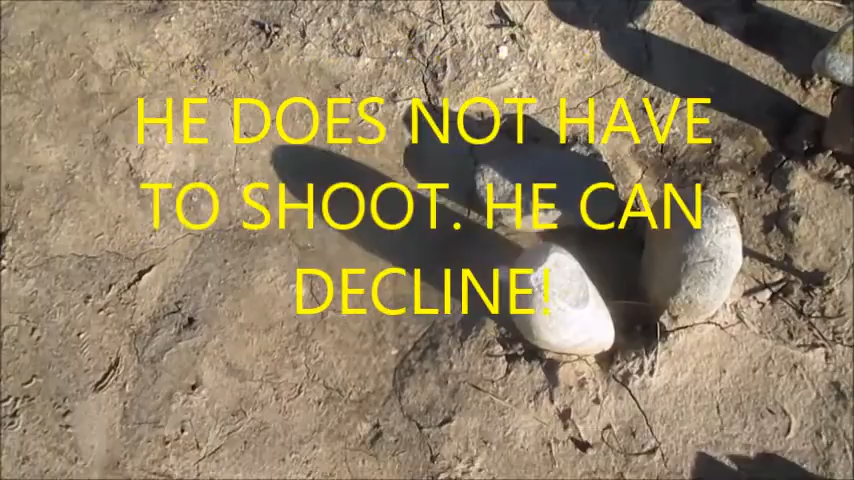 HE DOES NOT HAVE
TO SHOOT. HE CAN
DECLINE!